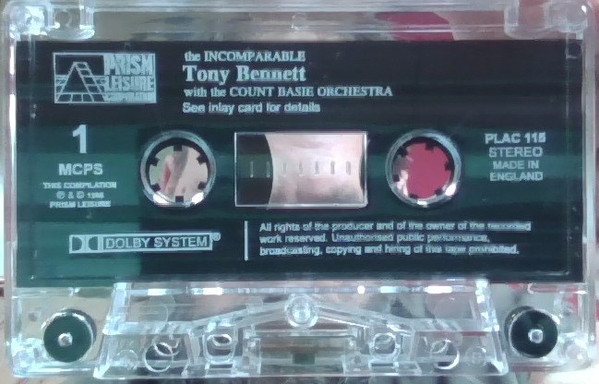 PRISM
LEISURE
CORPORATION
the INCOMPARABLE
Tony Bennett
with the COUNT BASIE ORCHESTRA
See inlay card for details
1
MCPS
THIS COMPILATION
℗ & ©
PRISM LEISURE
PLAC 115
STEREO
MADE IN
ENGLAND
DOLBY SYSTEM®
All rights of the producer and of the owner of the recorded
work reserved. Unauthorised public performance,
broadcasting, copying and hiring of this tape prohibited.